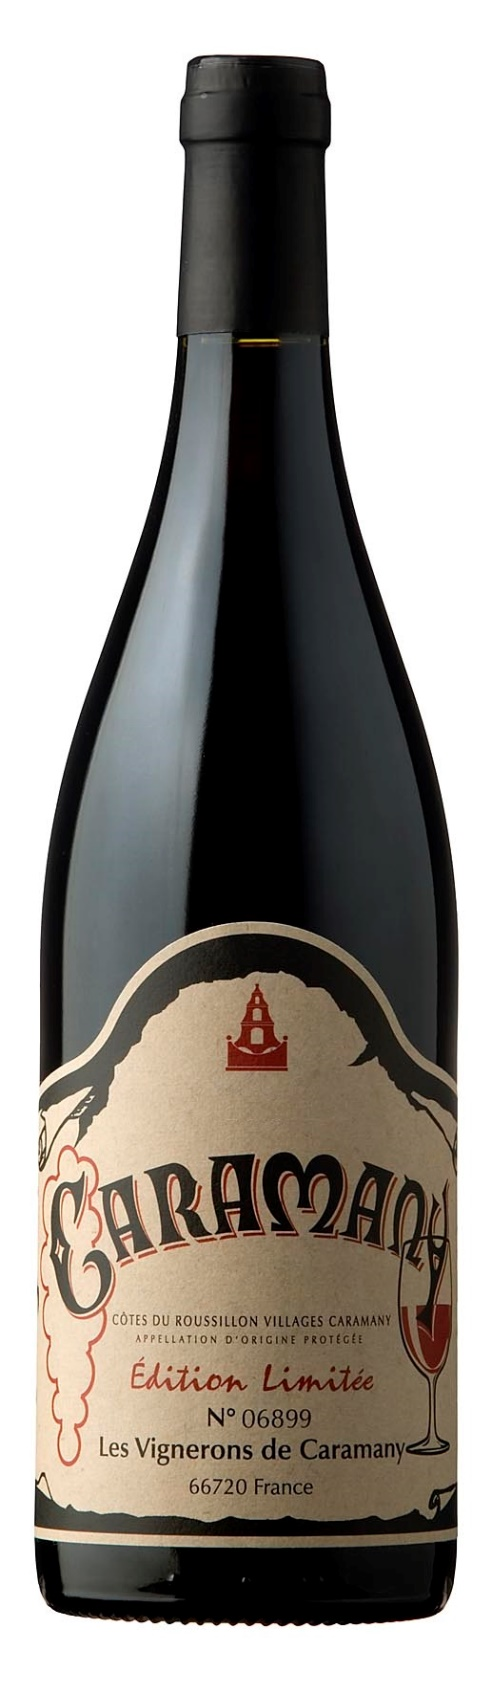 CARAMANY
CÔTES DU ROUSSILLON VILLAGES CARAMANY
APPELLATION D'ORIGINE PROTÉGÉE
Édition Limitée
N° 06899
Les Vignerons de Caramany
66720 France